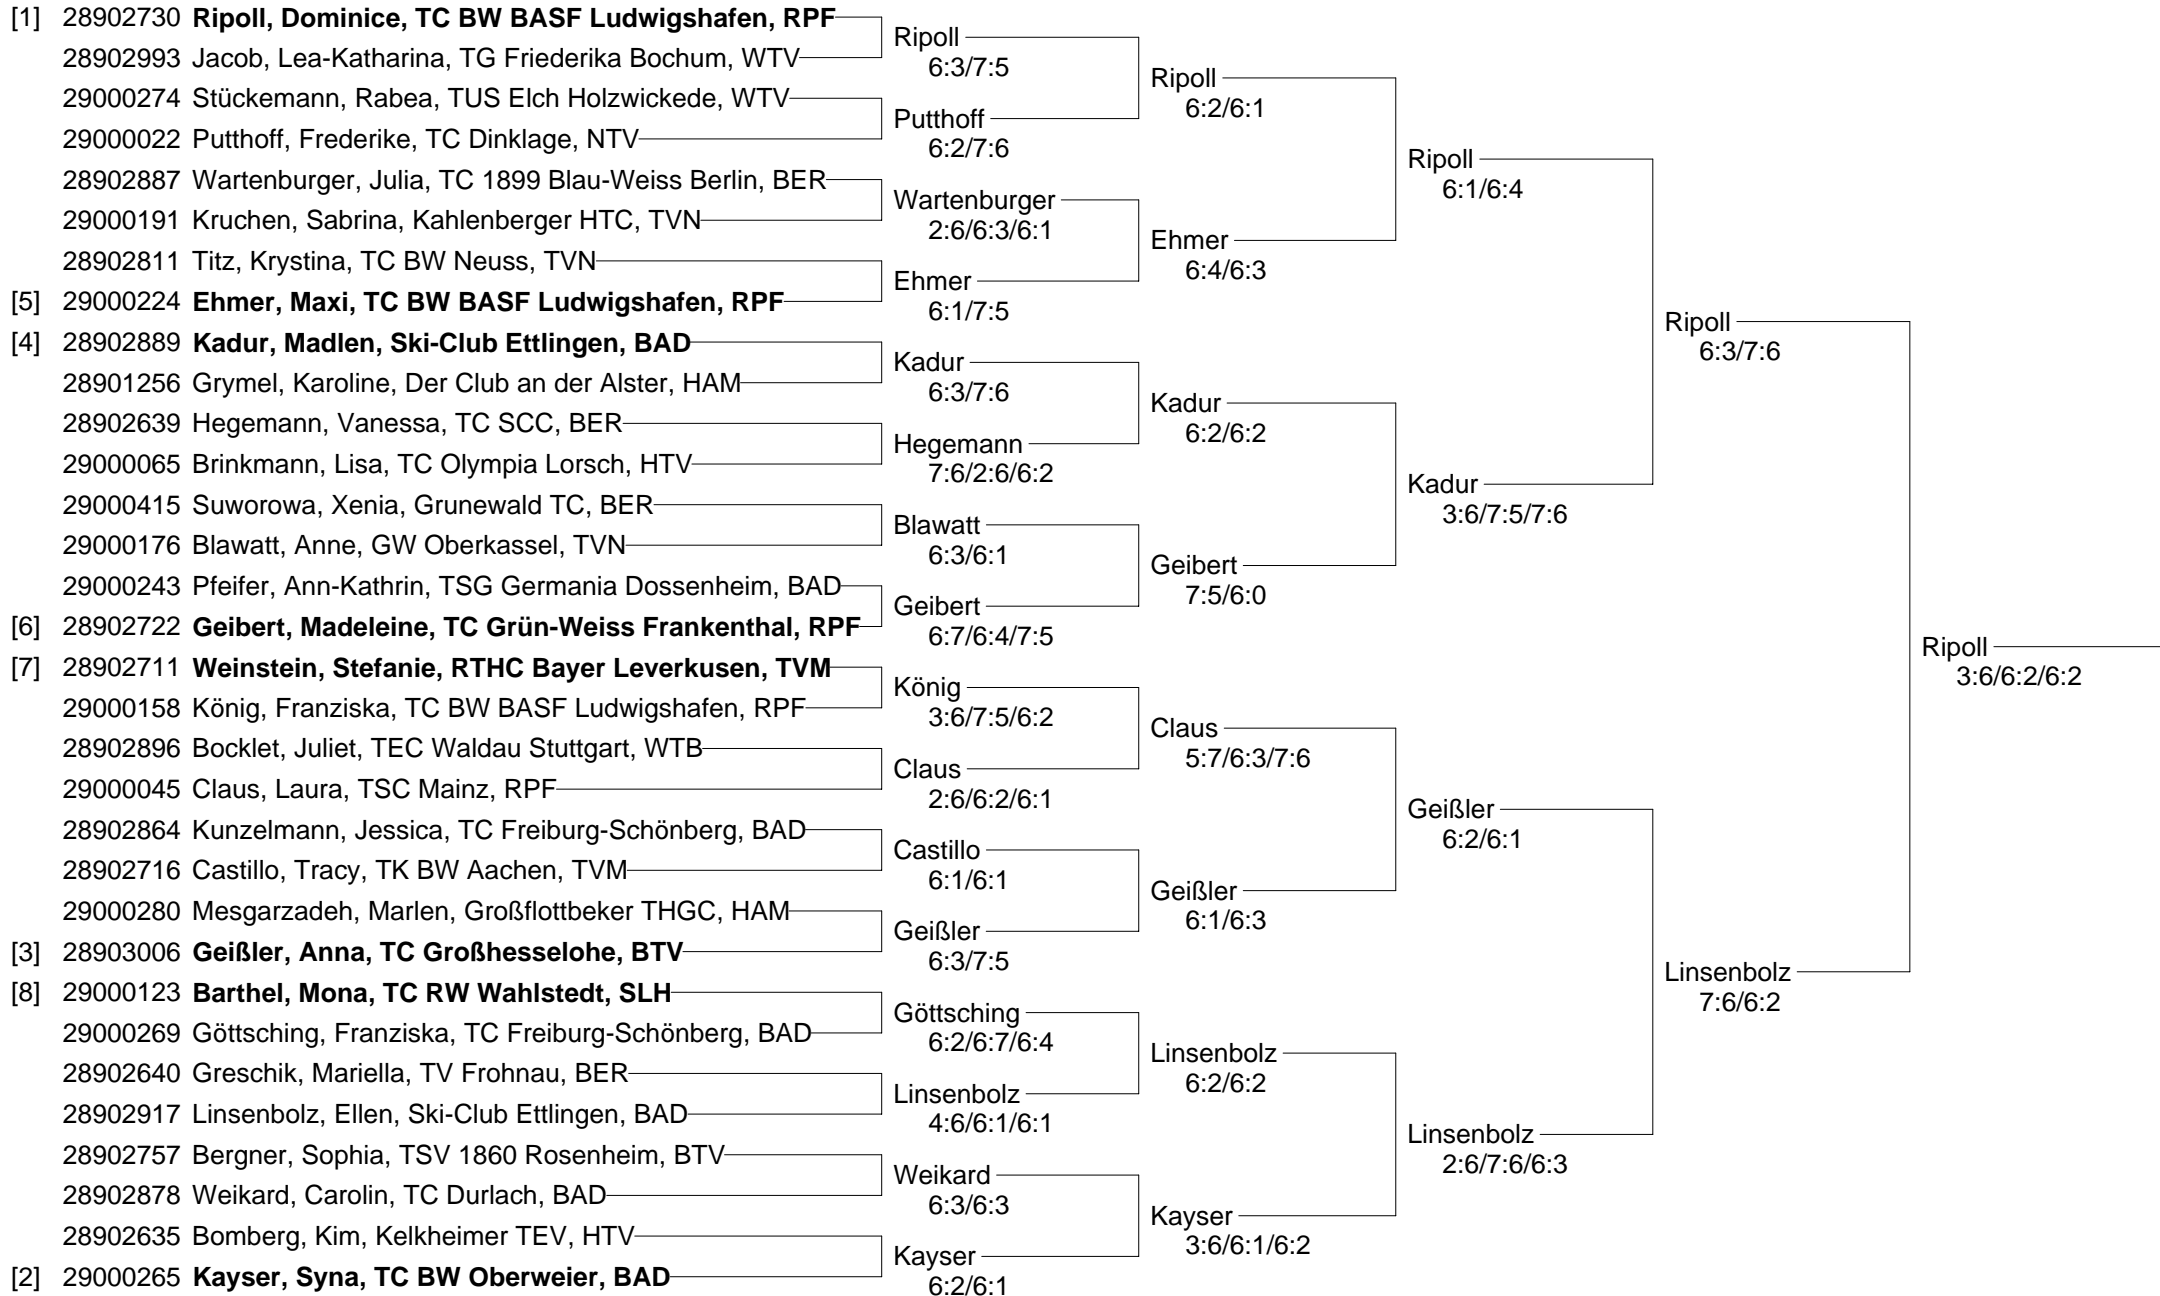 [1] 28902730 Ripoll, Dominice, TC BW BASF Ludwigshafen, RPF
28902993 Jacob, Lea-Katharina, TG Friederika Bochum, WTV
29000274 Stückemann, Rabea, TUS Elch Holzwickede, WTV
29000022 Putthoff, Frederike, TC Dinklage, NTV
28902887 Wartenburger, Julia, TC 1899 Blau-Weiss Berlin, BER
29000191 Kruchen, Sabrina, Kahlenberger HTC, TVN
28902811 Titz, Krystina, TC BW Neuss, TVN
[5] 29000224 Ehmer, Maxi, TC BW BASF Ludwigshafen, RPF
[4] 28902889 Kadur, Madlen, Ski-Club Ettlingen, BAD
28901256 Grymel, Karoline, Der Club an der Alster, HAM
28902639 Hegemann, Vanessa, TC SCC, BER
29000065 Brinkmann, Lisa, TC Olympia Lorsch, HTV
29000415 Suworowa, Xenia, Grunewald TC, BER
29000176 Blawatt, Anne, GW Oberkassel, TVN
29000243 Pfeifer, Ann-Kathrin, TSG Germania Dossenheim, BAD
[6] 28902722 Geibert, Madeleine, TC Grün-Weiss Frankenthal, RPF
[7] 28902711 Weinstein, Stefanie, RTHC Bayer Leverkusen, TVM
29000158 König, Franziska, TC BW BASF Ludwigshafen, RPF
28902896 Bocklet, Juliet, TEC Waldau Stuttgart, WTB
29000045 Claus, Laura, TSC Mainz, RPF
28902864 Kunzelmann, Jessica, TC Freiburg-Schönberg, BAD
28902716 Castillo, Tracy, TK BW Aachen, TVM
29000280 Mesgarzadeh, Marlen, Großflottbeker THGC, HAM
[3] 28903006 Geißler, Anna, TC Großhesselohe, BTV
[8] 29000123 Barthel, Mona, TC RW Wahlstedt, SLH
29000269 Göttsching, Franziska, TC Freiburg-Schönberg, BAD
28902640 Greschik, Mariella, TV Frohnau, BER
28902917 Linsenbolz, Ellen, Ski-Club Ettlingen, BAD
28902757 Bergner, Sophia, TSV 1860 Rosenheim, BTV
28902878 Weikard, Carolin, TC Durlach, BAD
28902635 Bomberg, Kim, Kelkheimer TEV, HTV
[2] 29000265 Kayser, Syna, TC BW Oberweier, BAD
Ripoll
6:3/7:5
Putthoff
6:2/7:6
Wartenburger
2:6/6:3/6:1
Ehmer
6:1/7:5
Kadur
6:3/7:6
Hegemann
7:6/2:6/6:2
Blawatt
6:3/6:1
Geibert
6:7/6:4/7:5
König
3:6/7:5/6:2
Claus
2:6/6:2/6:1
Castillo
6:1/6:1
Geißler
6:3/7:5
Göttsching
6:2/6:7/6:4
Linsenbolz
4:6/6:1/6:1
Weikard
6:3/6:3
Kayser
6:2/6:1
Ripoll
6:2/6:1
Ehmer
6:4/6:3
Kadur
6:2/6:2
Geibert
7:5/6:0
Claus
5:7/6:3/7:6
Geißler
6:1/6:3
Linsenbolz
6:2/6:2
Kayser
3:6/6:1/6:2
Ripoll
6:1/6:4
Kadur
3:6/7:5/7:6
Geißler
6:2/6:1
Linsenbolz
2:6/7:6/6:3
Ripoll
6:3/7:6
Linsenbolz
7:6/6:2
Ripoll
3:6/6:2/6:2